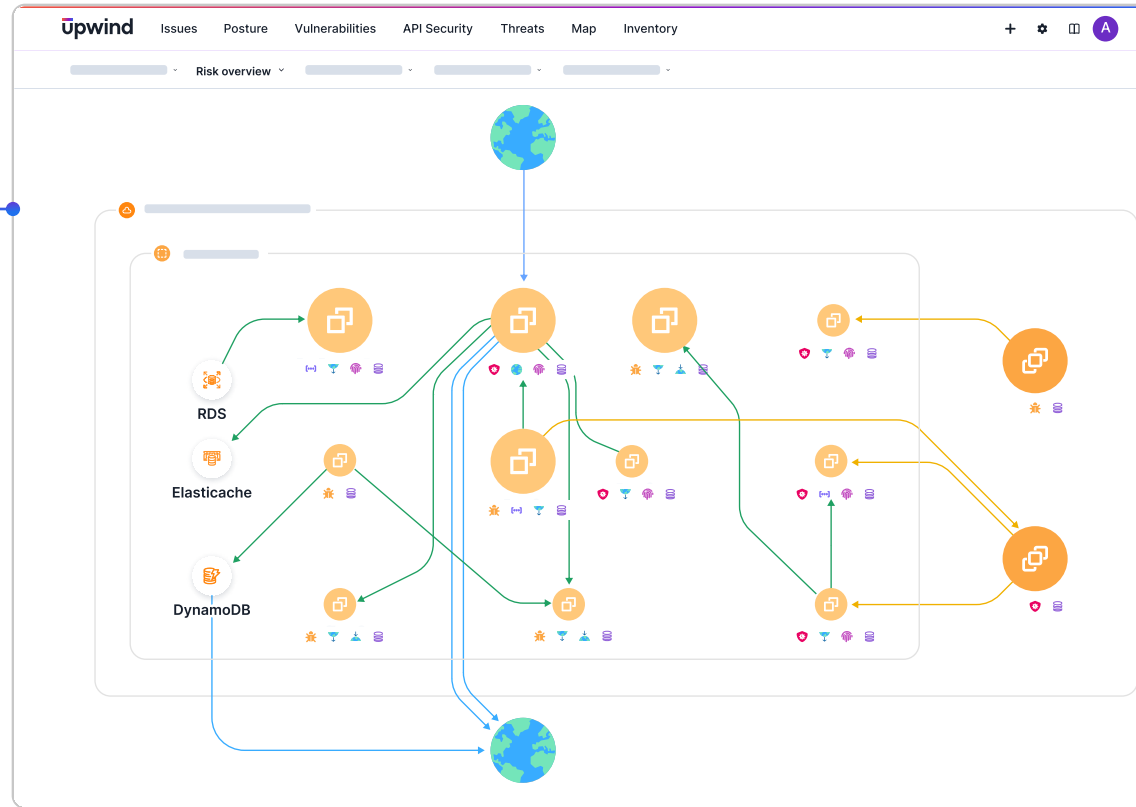 upwind Issues Posture Vulnerabilities API Security Threats Map Inventory A
Risk overview
RDS
Elasticache
DynamoDB